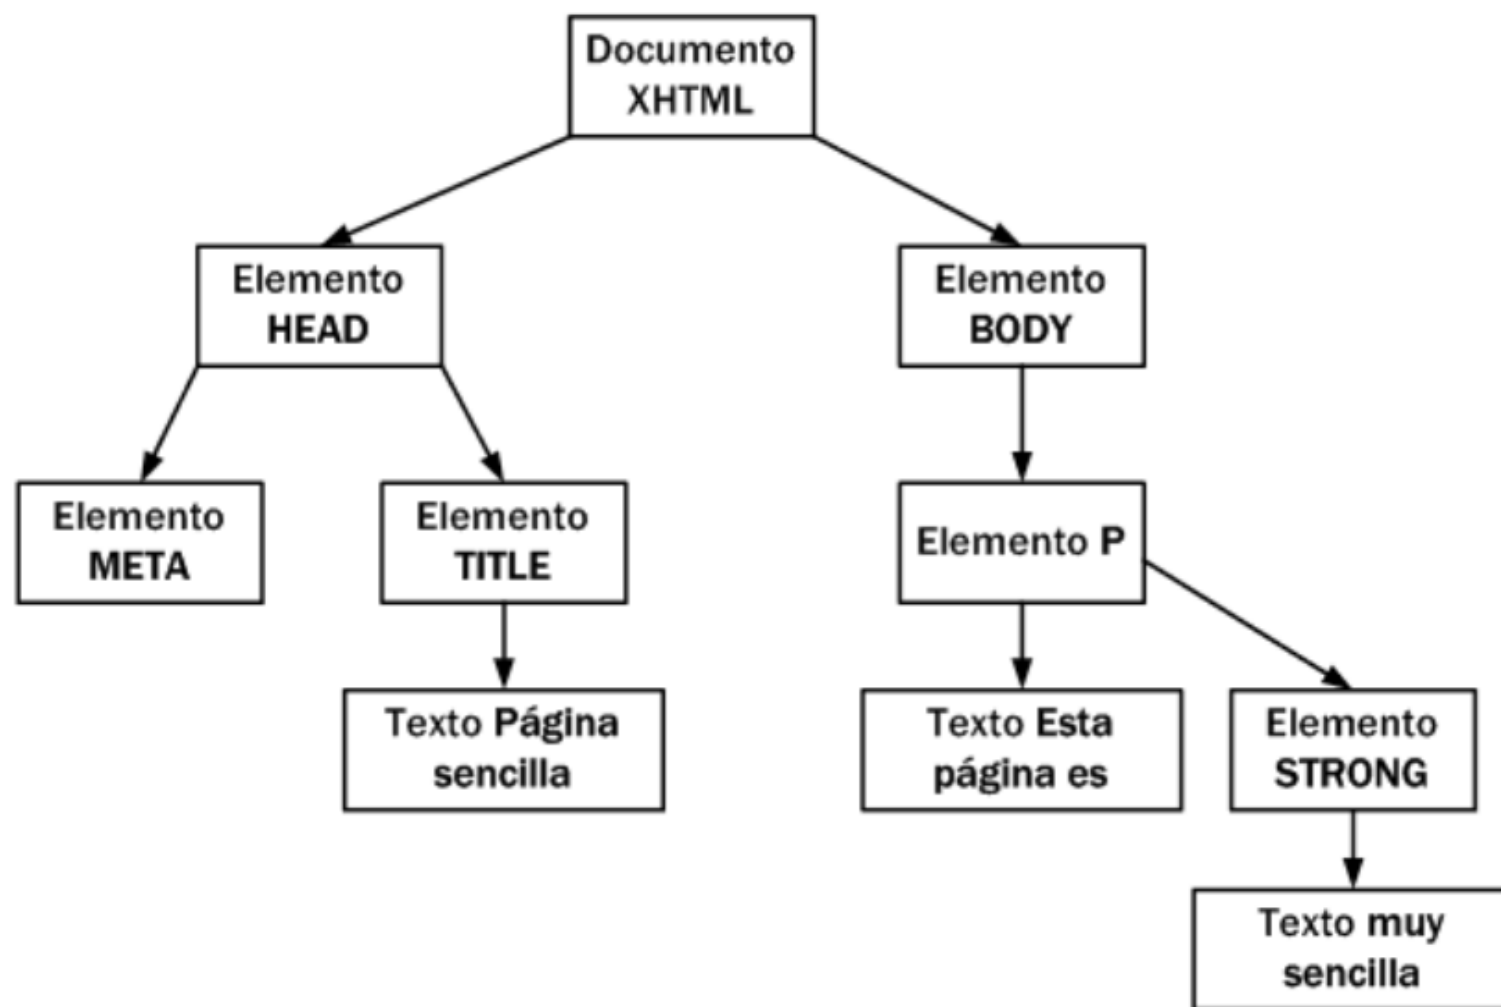 Documento
XHTML
Elemento
HEAD
Elemento
BODY
Elemento
META
Elemento
TITLE
Elemento P
Texto Página
sencilla
Texto Esta
página es
Elemento
STRONG
Texto muy
sencilla